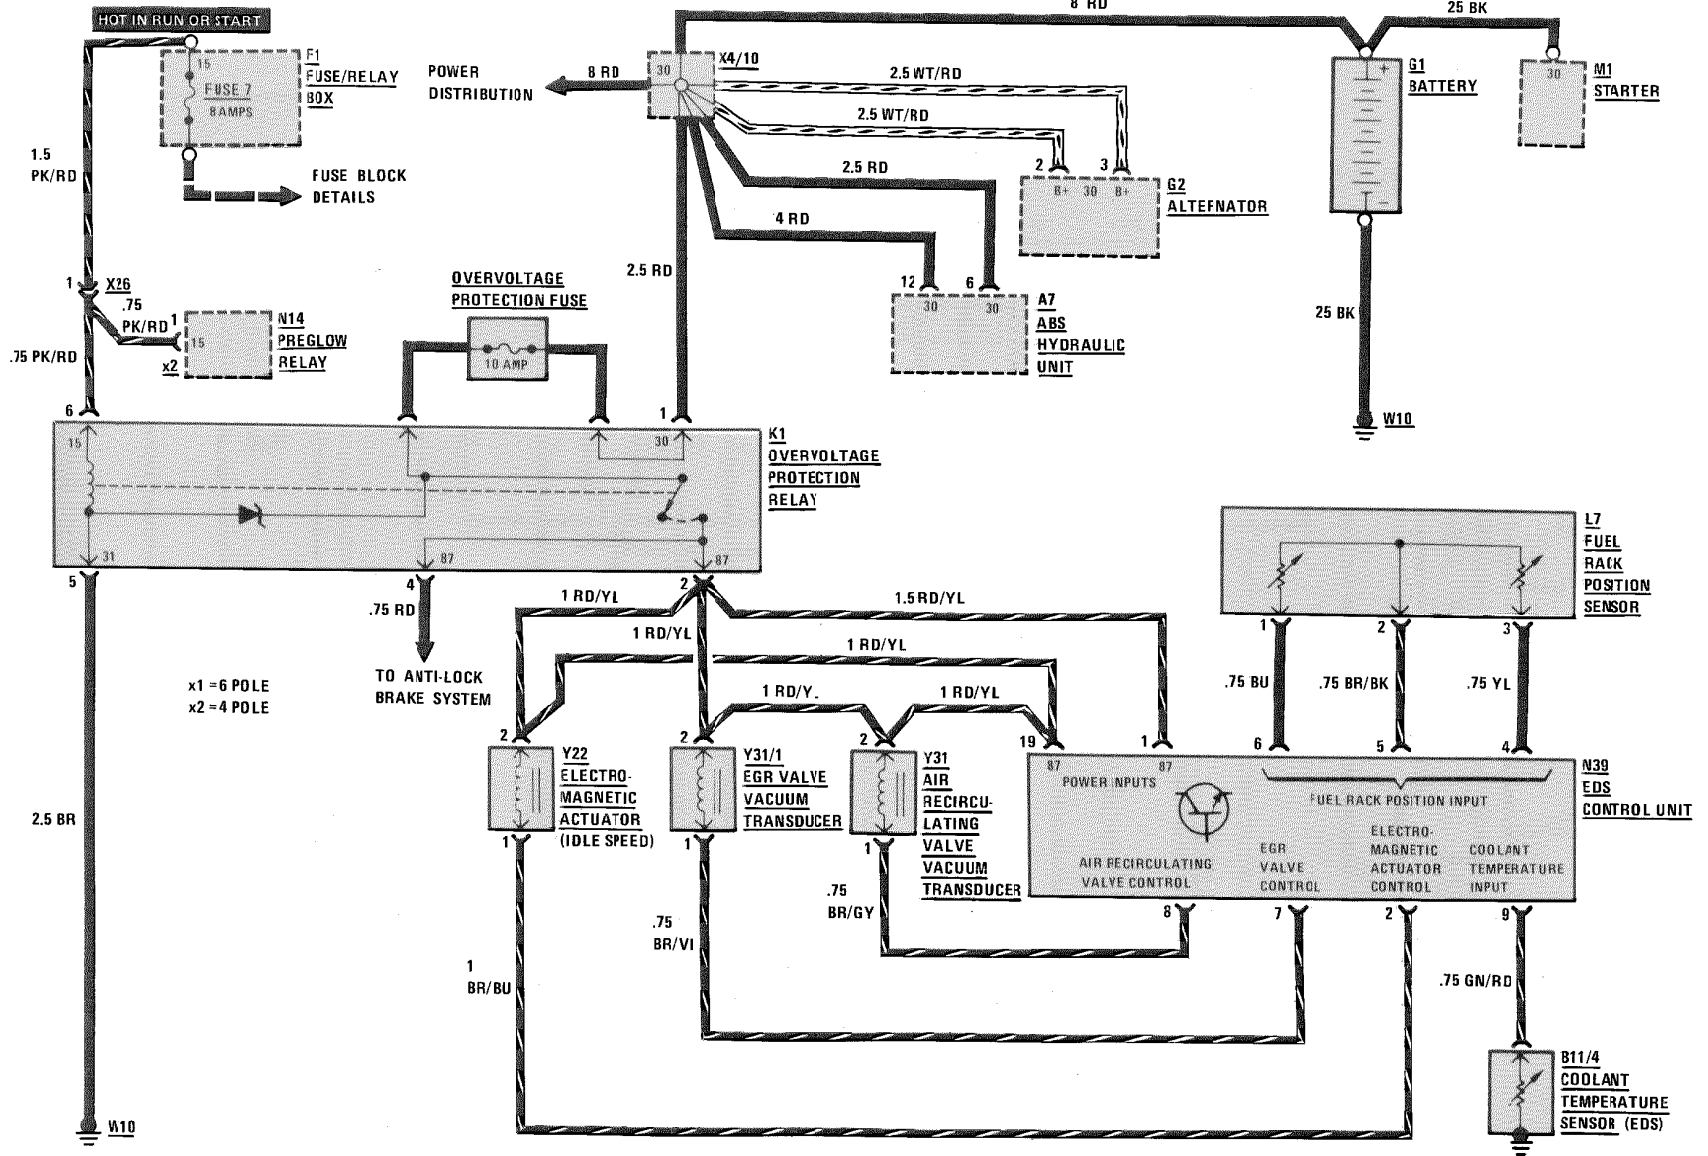 HOT IN RUN OR START
8 RD
25 BK
15
FUSE 7
8 AMPS
F1
FUSE/RELAY
BOX
POWER
DISTRIBUTION
8 RD
30
X4/10
2.5 WT/RD
2.5 WT/RD
+
G1
BATTERY
-
30
M1
STARTER
1.5
PK/RD
FUSE BLOCK
DETAILS
2.5 RD
2
3
B+ 30 B+
G2
ALTEFNATOR
4 RD
2.5 RD
1
X26
.75
PK/RD
1
15
x2
N14
PREGLOW
RELAY
.75 PK/RD
OVERVOLTAGE
PROTECTION FUSE
10 AMP
12
6
30
30
A7
ABS
HYDRAULIC
UNIT
25 BK
W10
6
1
15
30
K1
OVERVOLTAGE
PROTECTION
RELAY
31
87
87
5
4
2
.75 RD
TO ANTI-LOCK
BRAKE SYSTEM
1 RD/YL
1.5 RD/YL
1 RD/YL
1 RD/YL
x1 =6 POLE
x2 =4 POLE
1 RD/Y
1 RD/YL
L7
FUEL
RACK
POSITION
SENSOR
1
2
3
.75 BU
.75 BR/BK
.75 YL
2
2
2
19
1
6
5
4
Y22
ELECTRO-
MAGNETIC
ACTUATOR
(IDLE SPEED)
Y31/1
EGR VALVE
VACUUM
TRANSDUCER
Y31
AIR
RECIRCU-
LATING
VALVE
VACUUM
TRANSDUCER
87
87
POWER INPUTS
FUEL RACK POSITION INPUT
AIR RECIRCULATING
VALVE CONTROL
EGR
VALVE
CONTROL
ELECTRO-
MAGNETIC
ACTUATOR
CONTROL
COOLANT
TEMPERATURE
INPUT
N39
EDS
CONTROL UNIT
2.5 BR
1
1
1
8
7
2
9
.75
BR/GY
.75
BR/VI
1
BR/BU
.75 GN/RD
B11/4
COOLANT
TEMPERATURE
SENSOR (EDS)
W10